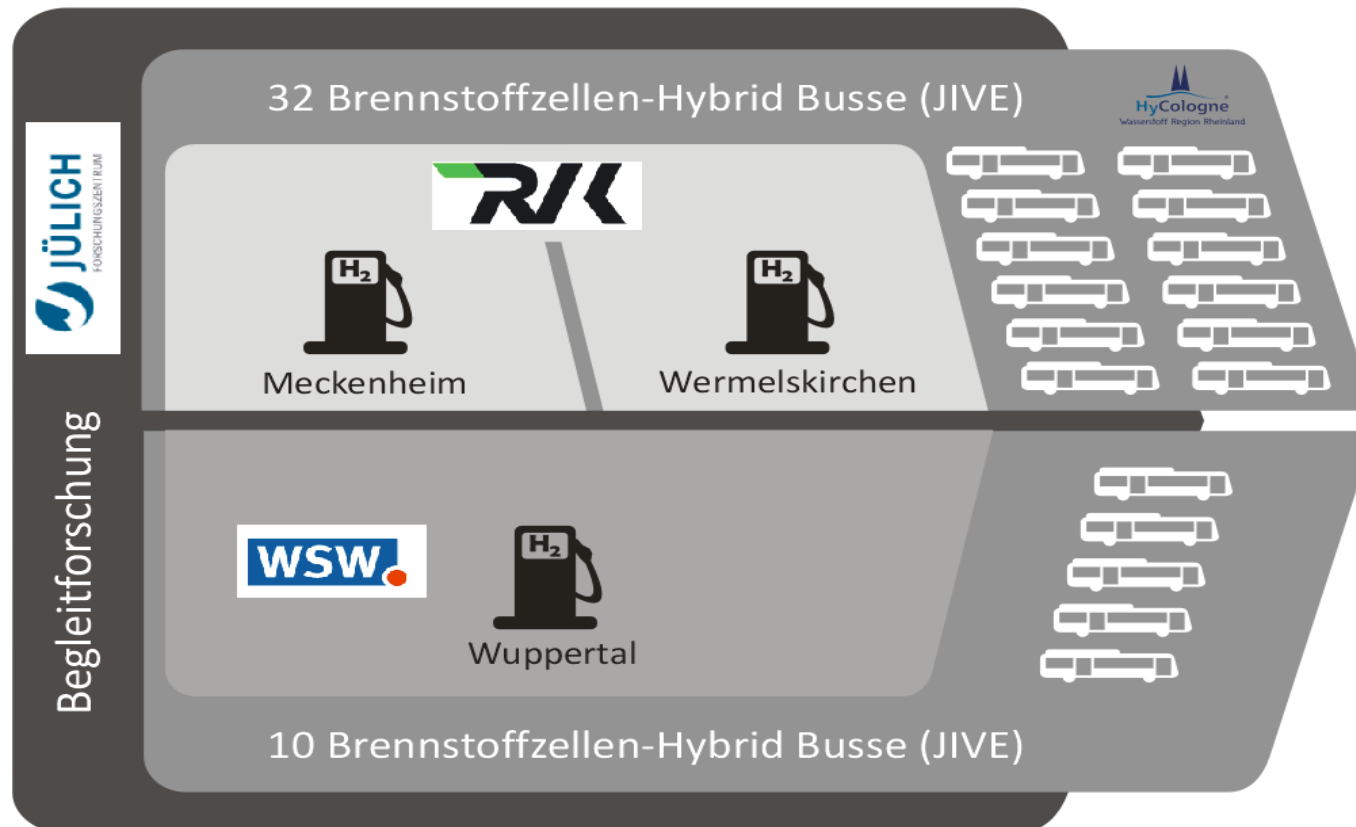 32 Brennstoffzellen-Hybrid Busse (JIVE)
HyCologne
Wasserstoff Region Rheinland
JÜLICH
FORSCHUNGSZENTRUM
Begleitforschung
RVK
H₂
Meckenheim
H₂
Wermelskirchen
WSW.
H₂
Wuppertal
10 Brennstoffzellen-Hybrid Busse (JIVE)